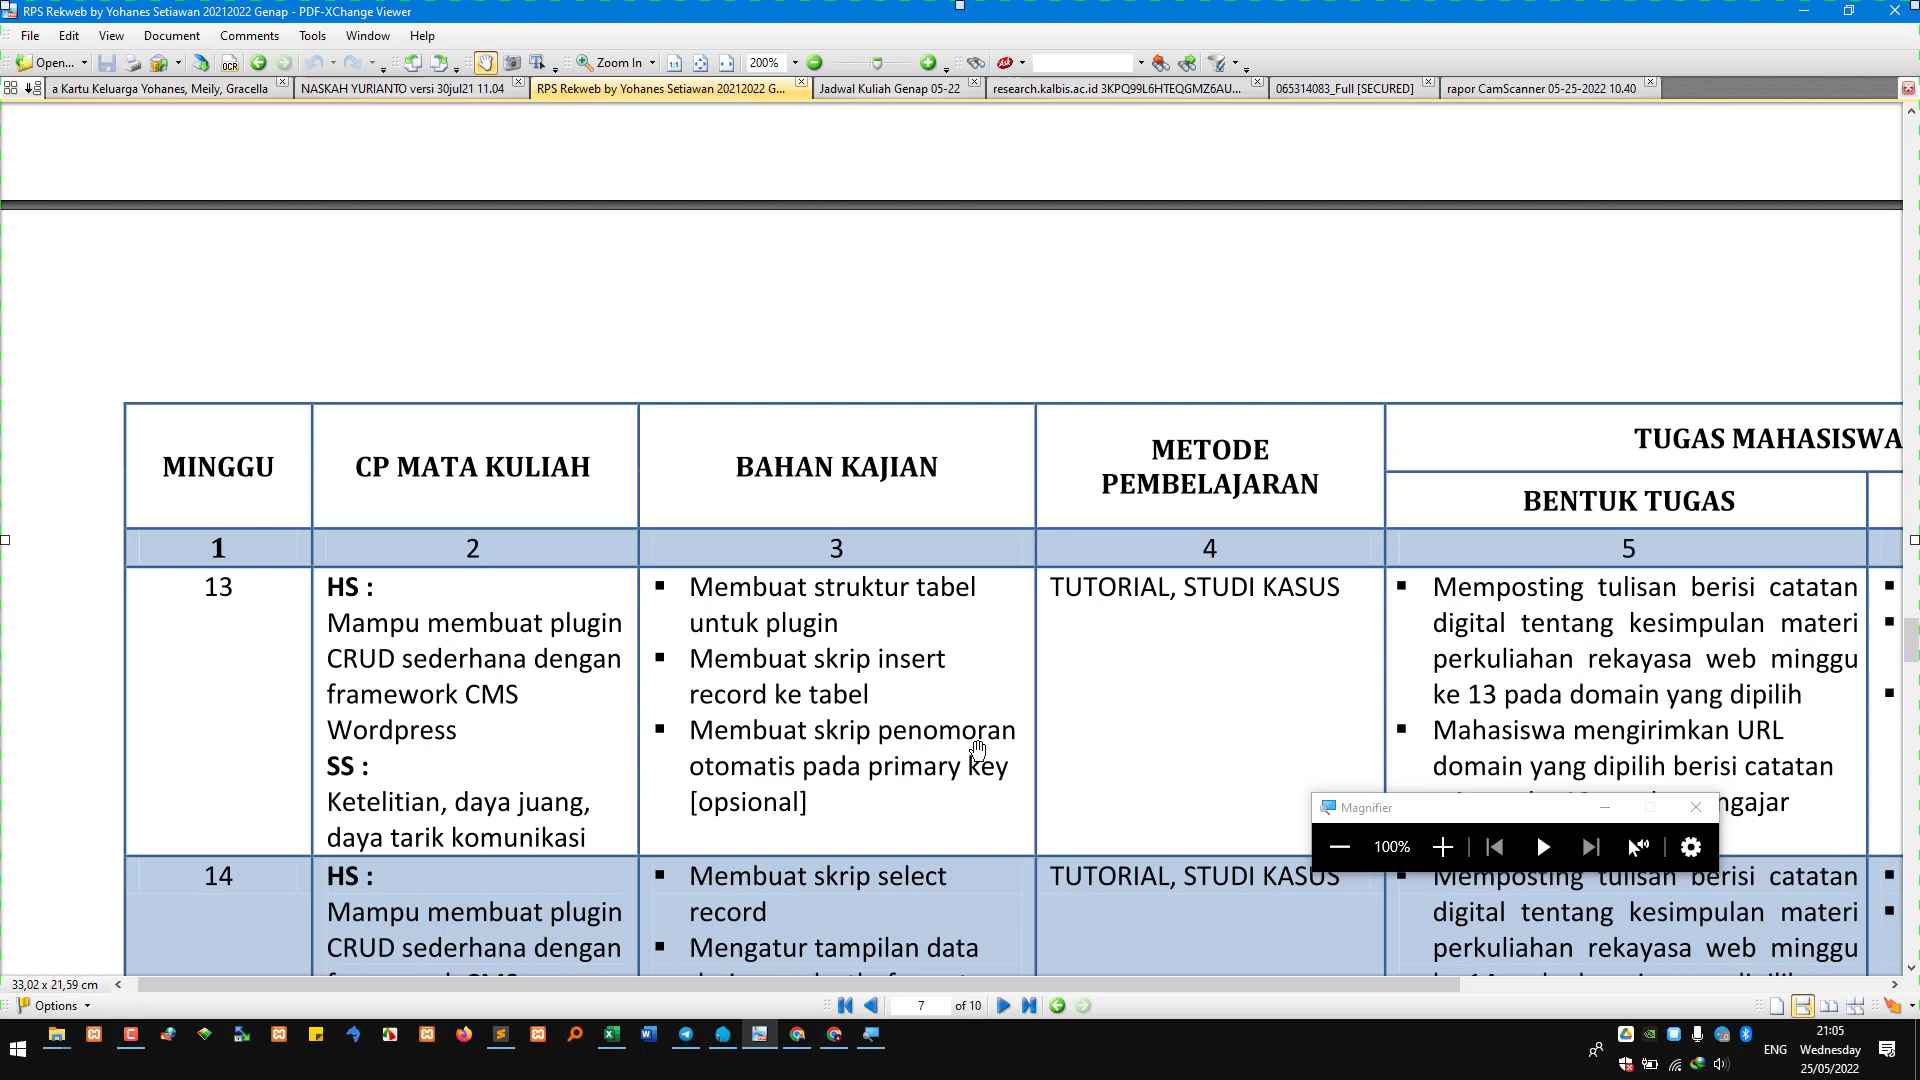 RPS Rekweb by Yohanes Setiawan 20212022 Genap - PDF-XChange Viewer
File Edit View Document Comments Tools Window Help
Open... OCR Zoom In 200%
a Kartu Keluarga Yohanes, Meily, Gracella NASKAH YURIANTO versi 30jul21 11.04 RPS Rekweb by Yohanes Setiawan 20212022 G... Jadwal Kuliah Genap 05-22 research.kalbis.ac.id 3KPQ99L6HTEQGMZ6AU... 065314083_Full [SECURED] rapor CamScanner 05-25-2022 10.40
MINGGU
CP MATA KULIAH
BAHAN KAJIAN
METODE
PEMBELAJARAN
TUGAS MAHASISWA
BENTUK TUGAS
1 2 3 4 5
13
HS :
Mampu membuat plugin
CRUD sederhana dengan
framework CMS
Wordpress
SS :
Ketelitian, daya juang,
daya tarik komunikasi
▪ Membuat struktur tabel
untuk plugin
▪ Membuat skrip insert
record ke tabel
▪ Membuat skrip penomoran
otomatis pada primary key
[opsional]
TUTORIAL, STUDI KASUS
▪ Memposting tulisan berisi catatan
digital tentang kesimpulan materi
perkuliahan rekayasa web minggu
ke 13 pada domain yang dipilih
▪ Mahasiswa mengirimkan URL
domain yang dipilih berisi catatan
Magnifier
100%
14
HS :
Mampu membuat plugin
CRUD sederhana dengan
▪ Membuat skrip select
record
▪ Mengatur tampilan data
TUTORIAL, STUDI KASUS
▪ Memposting tulisan berisi catatan
digital tentang kesimpulan materi
perkuliahan rekayasa web minggu
33,02 x 21,59 cm
Options
7 of 10
21:05
ENG Wednesday
25/05/2022